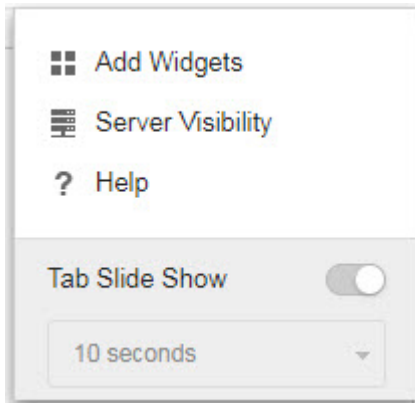 Add Widgets
Server Visibility
? Help
Tab Slide Show
10 seconds